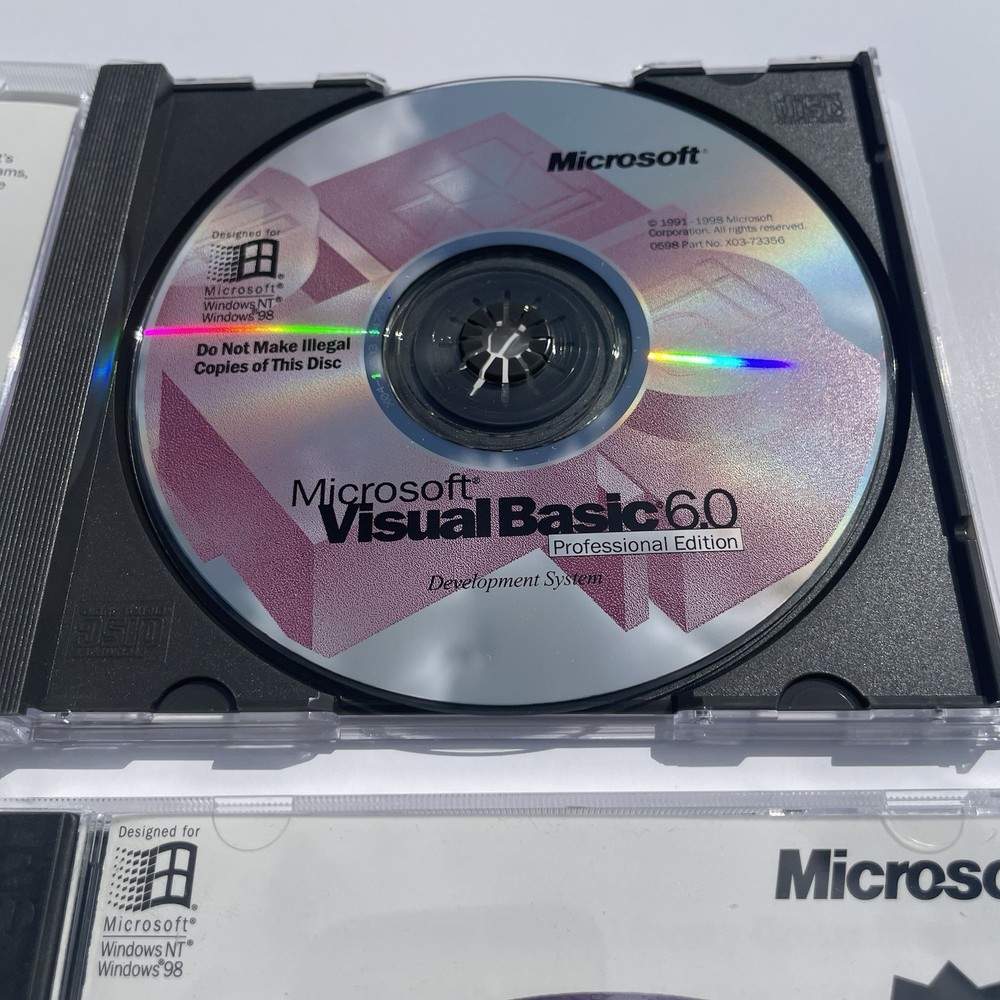 Microsoft®
© 1991-1998 Microsoft
Corporation. All rights reserved.
0598 Part No. X03-73356
Designed for
Microsoft®
Windows NT®
Windows®98
Do Not Make Illegal
Copies of This Disc
Microsoft®
Visual Basic 6.0
Professional Edition
Development System
Designed for
Microsoft®
Windows NT®
Windows®98